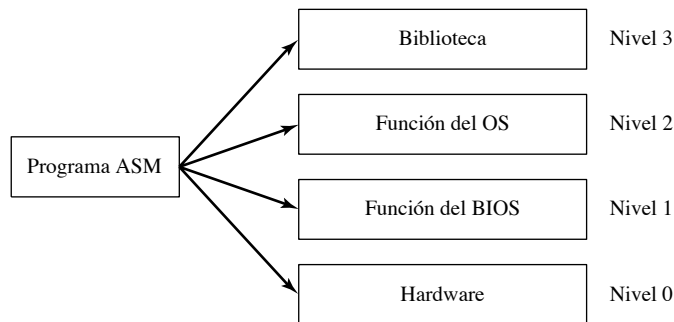 Biblioteca Nivel 3
Función del OS Nivel 2
Programa ASM
Función del BIOS Nivel 1
Hardware Nivel 0